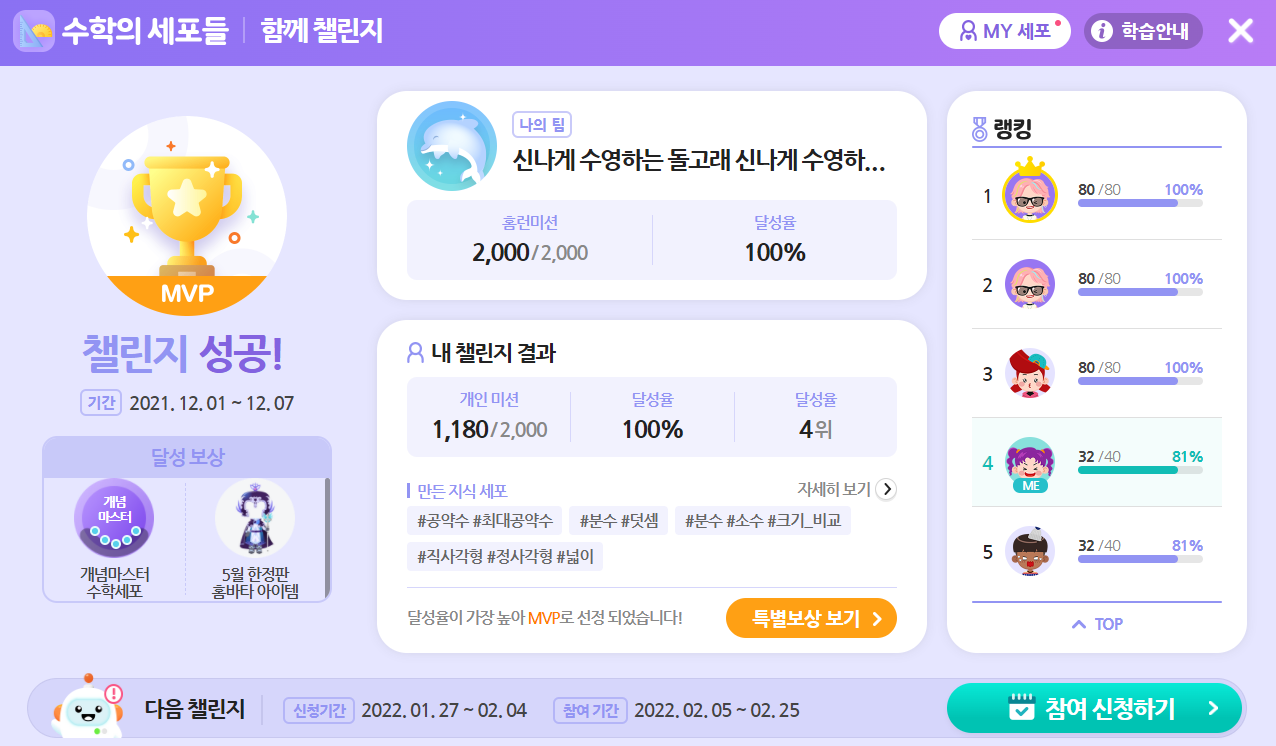 수학의 세포들 함께 챌린지
MY 세포
학습안내
MVP
챌린지 성공!
기간 2021. 12. 01 ~ 12. 07
달성 보상
개념
마스터
개념마스터
수학세포
5월 한정판
홈바타 아이템
나의 팀
신나게 수영하는 돌고래 신나게 수영하...
홈런미션
2,000/2,000
달성율
100%
내 챌린지 결과
개인 미션
1,180/2,000
달성율
100%
달성율
4위
만든 지식 세포
자세히 보기
#공약수 #최대공약수
#분수 #덧셈
#분수 #소수 #크기_비교
#직사각형 #정사각형 #넓이
달성율이 가장 높아 MVP로 선정 되었습니다!
특별보상 보기
랭킹
1 80 /80 100%
2 80 /80 100%
3 80 /80 100%
4 ME 32 /40 81%
5 32 /40 81%
TOP
다음 챌린지
신청기간 2022. 01. 27 ~ 02. 04
참여 기간 2022. 02. 05 ~ 02. 25
참여 신청하기